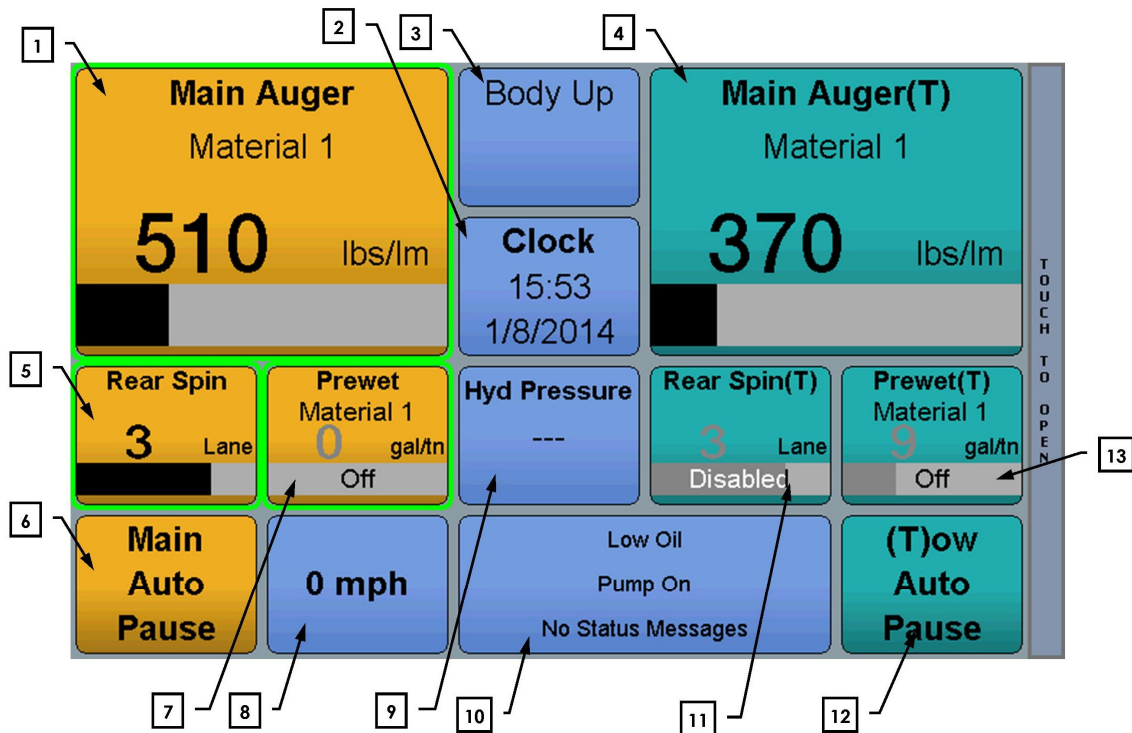 1
2
3
4
Main Auger
Material 1
510 lbs/lm
Body Up
Clock
15:53
1/8/2014
Main Auger(T)
Material 1
370 lbs/lm
TOUCH TO OPEN
5
Rear Spin
3 Lane
Prewet
Material 1
0 gal/tn
Off
Hyd Pressure
---
Rear Spin(T)
3 Lane
Disabled
Prewet(T)
Material 1
9 gal/tn
Off
13
6
Main
Auto
Pause
0 mph
Low Oil
Pump On
No Status Messages
(T)ow
Auto
Pause
7
8
9
10
11
12